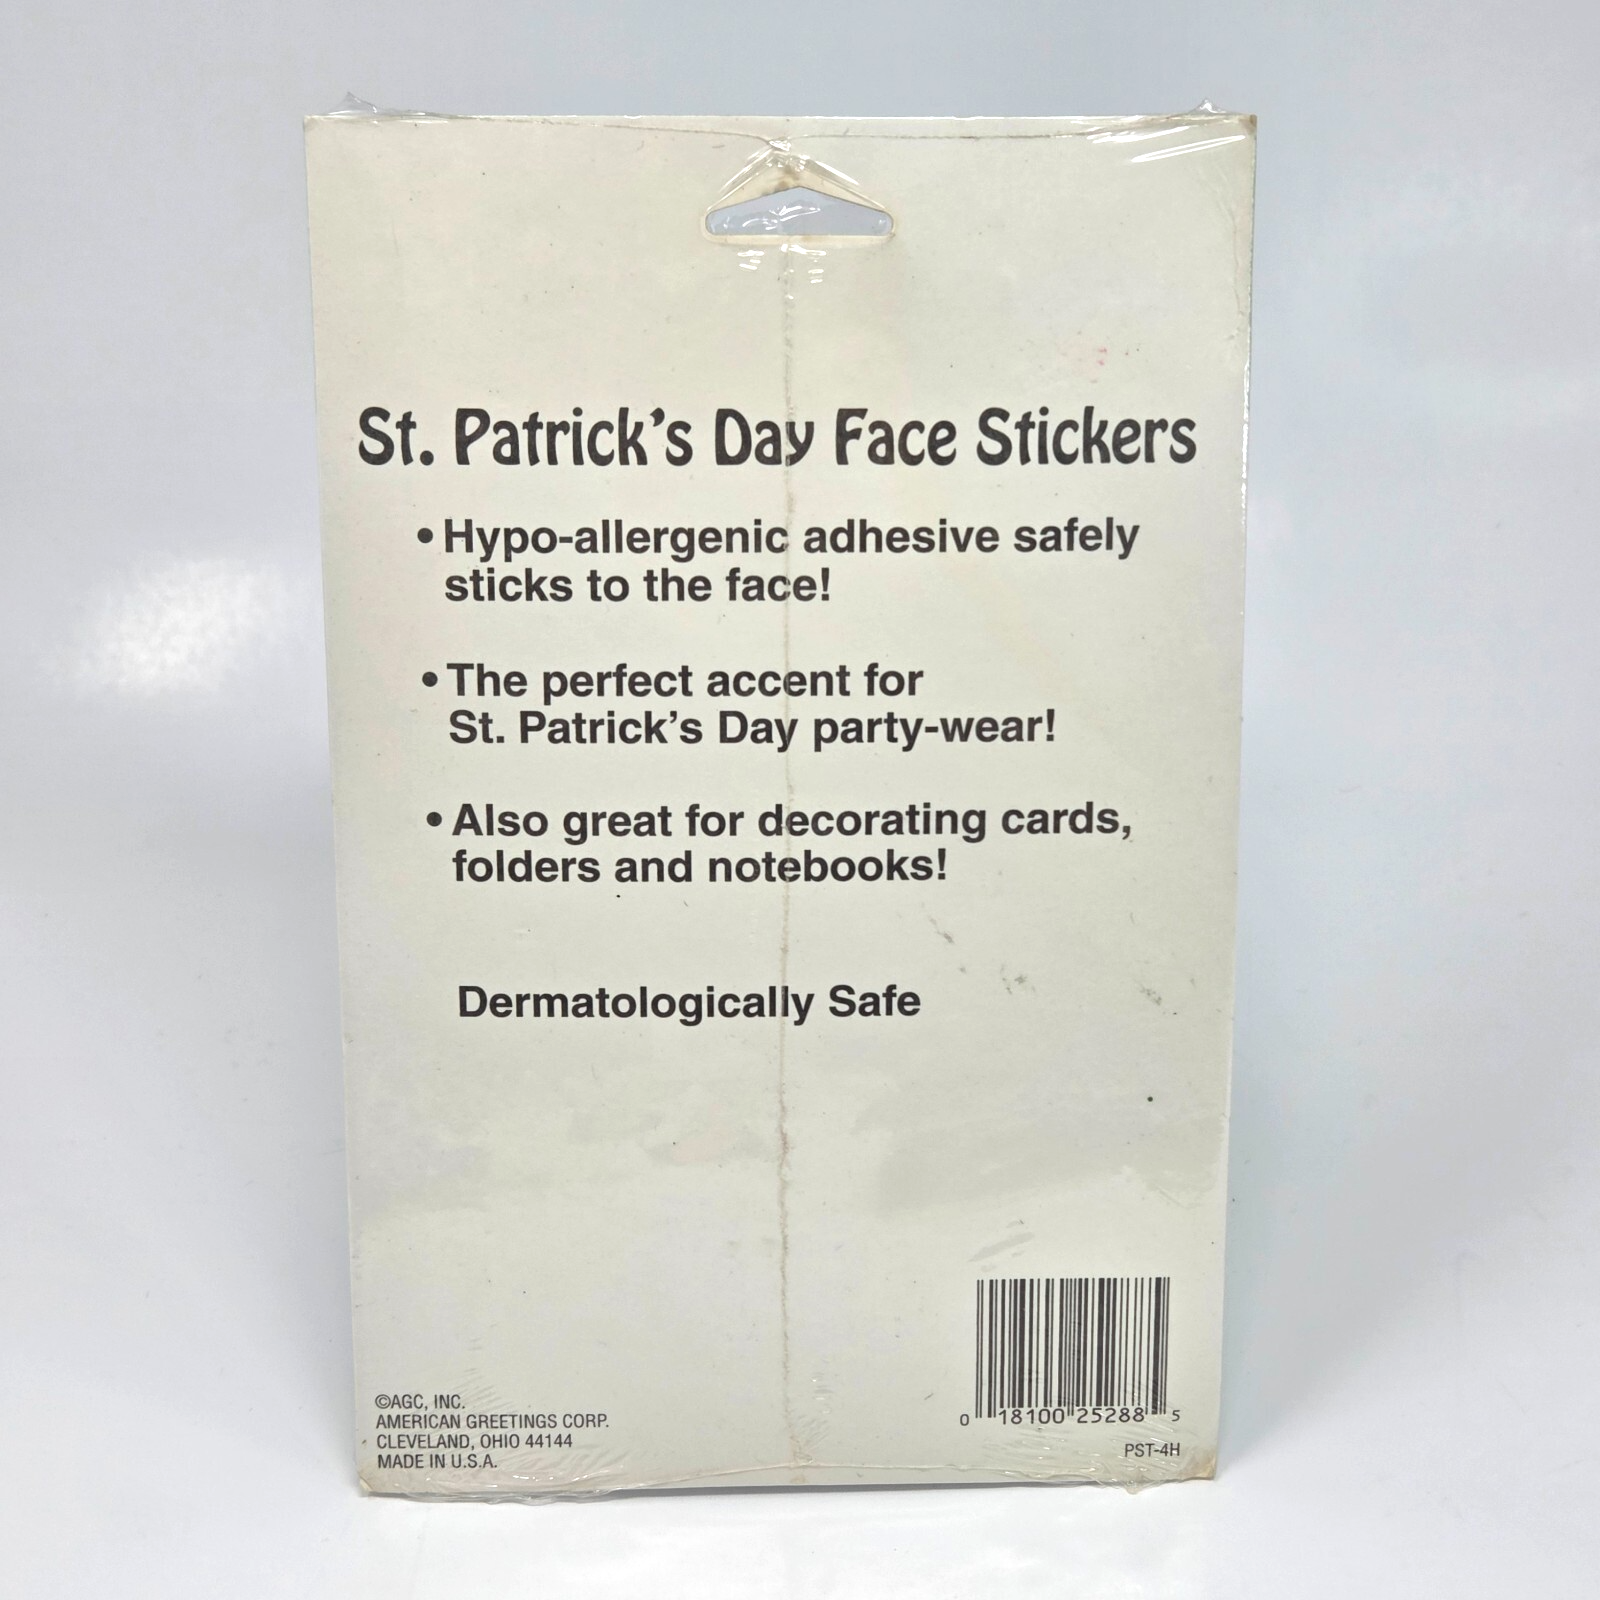 St. Patrick’s Day Face Stickers
• Hypo-allergenic adhesive safely
sticks to the face!
• The perfect accent for
St. Patrick’s Day party-wear!
• Also great for decorating cards,
folders and notebooks!
Dermatologically Safe
©AGC, INC.
AMERICAN GREETINGS CORP.
CLEVELAND, OHIO 44144
MADE IN U.S.A.
0 18100 25288 5
PST-4H